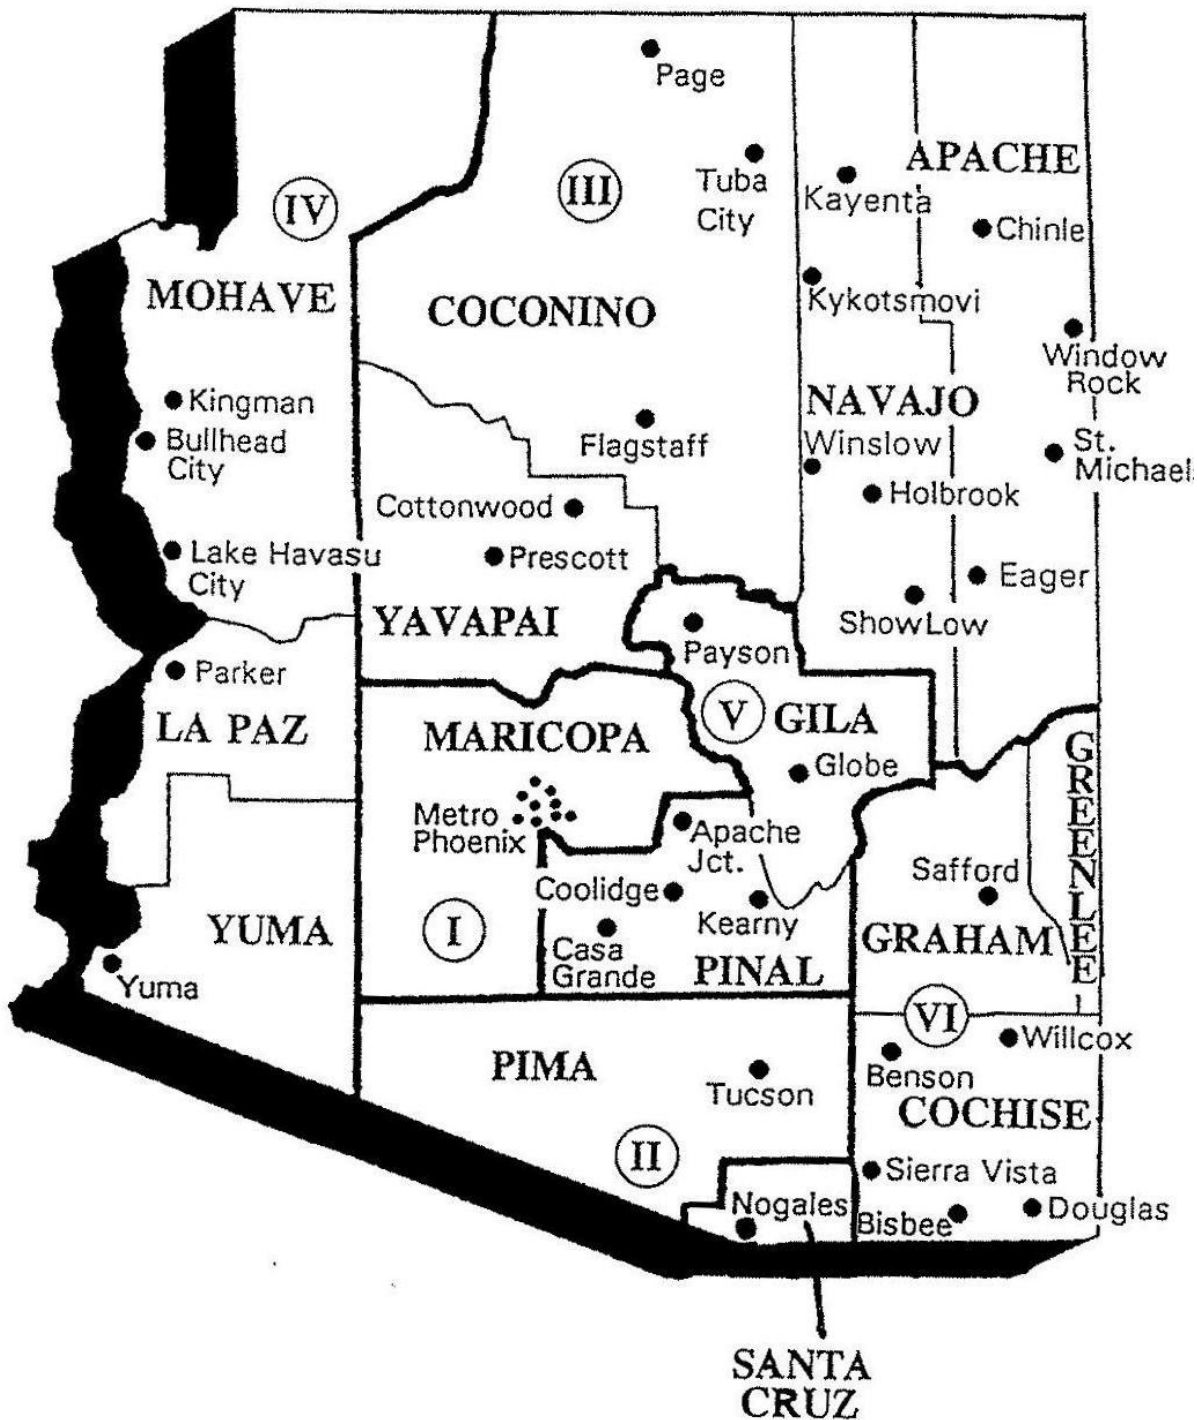 Page
APACHE
Tuba
City
Kayenta
III
IV
Chinle
MOHAVE
COCONINO
Kykotsmovi
Window
Rock
Kingman
NAVAJO
Bullhead
City
Flagstaff
Winslow
St.
Michaels
Cottonwood
Holbrook
Lake Havasu
City
Prescott
Eager
YAVAPAI
Payson
ShowLow
Parker
LA PAZ
MARICOPA
V
GILA
Globe
GREENLEE
Metro
Phoenix
Apache
Jct.
Coolidge
Kearny
Safford
YUMA
I
Casa
Grande
PINAL
GRAHAM
Yuma
VI
Willcox
PIMA
Tucson
Benson
COCHISE
II
Sierra Vista
Nogales
Bisbee
Douglas
SANTA
CRUZ